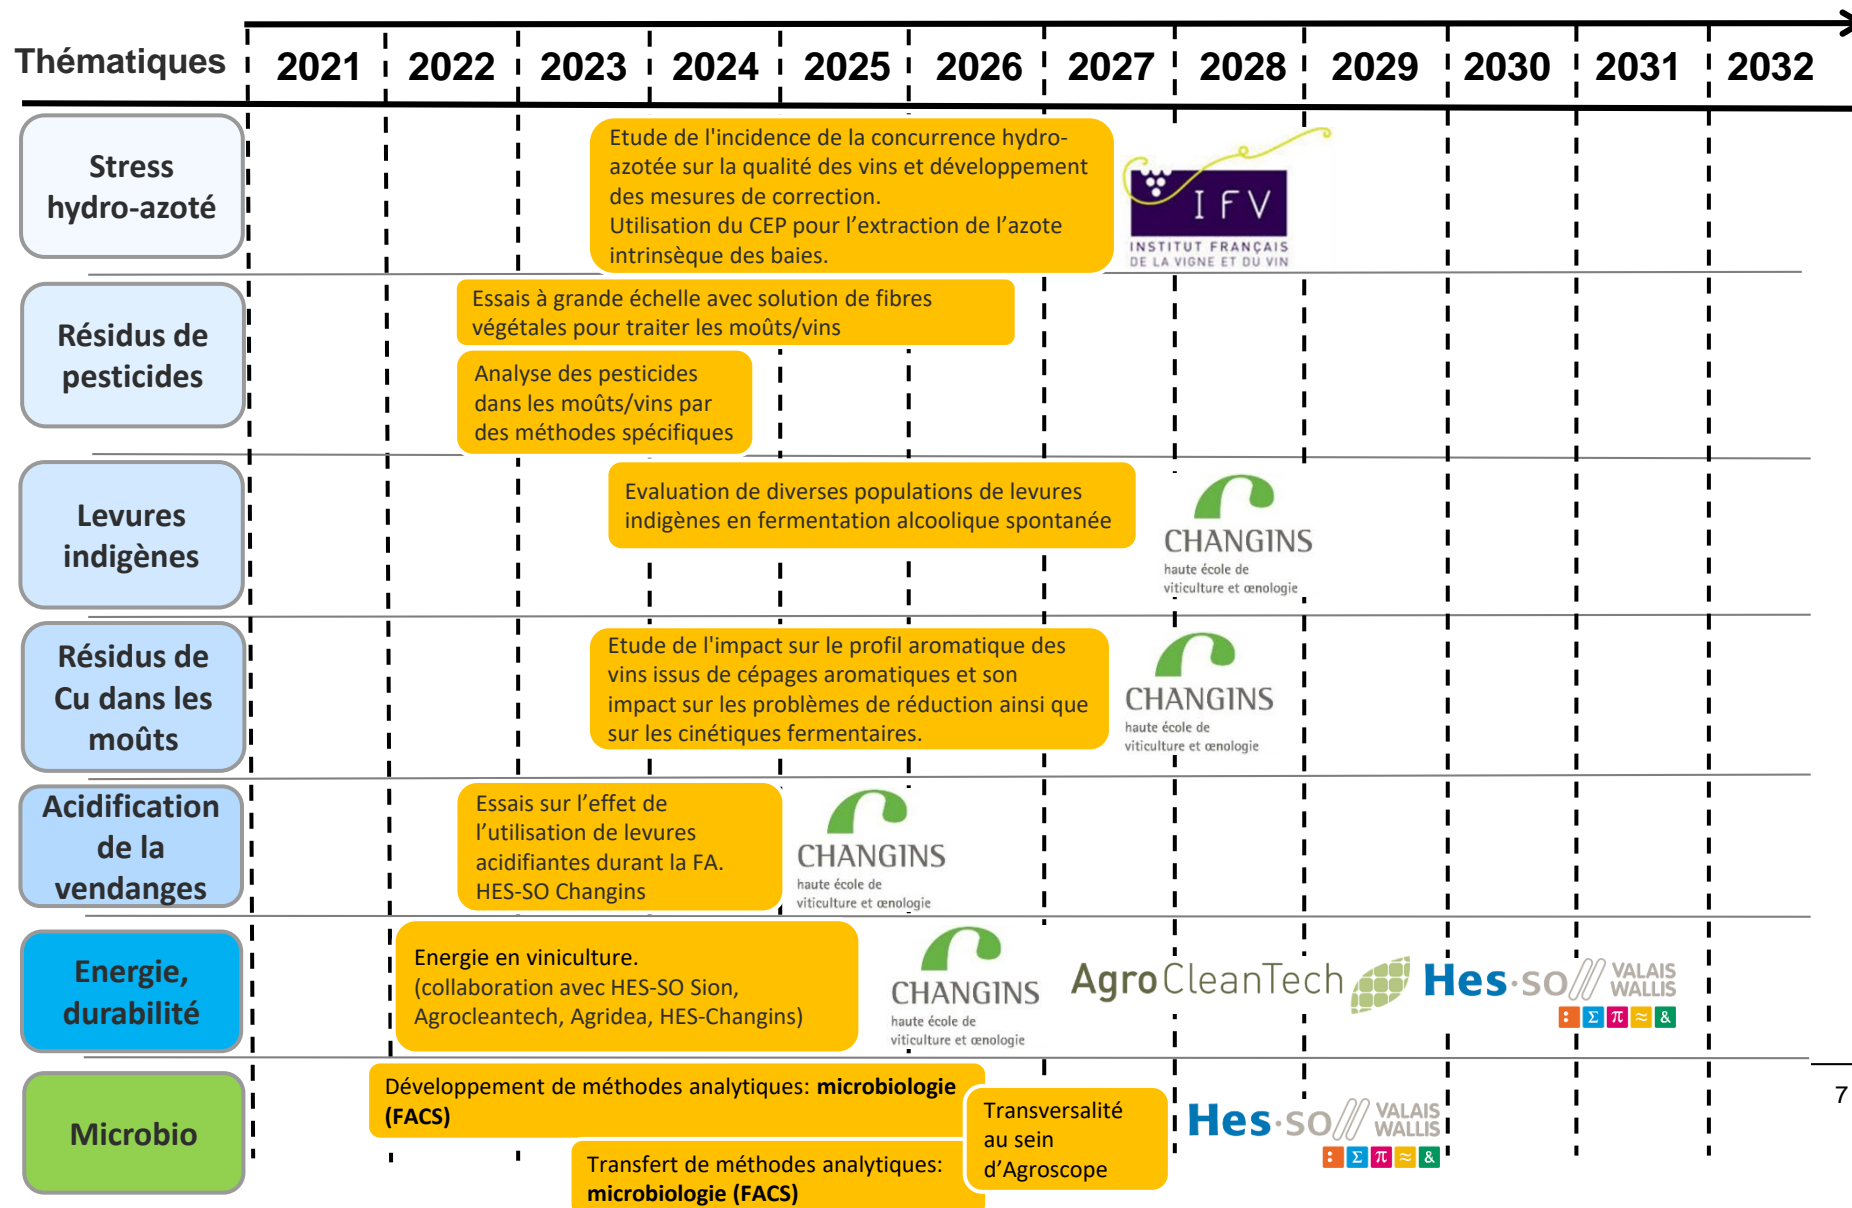 Thématiques 2021 2022 2023 2024 2025 2026 2027 2028 2029 2030 2031 2032
Stress
hydro-azoté
Etude de l'incidence de la concurrence hydro-
azotée sur la qualité des vins et développement
des mesures de correction.
Utilisation du CEP pour l’extraction de l’azote
intrinsèque des baies.
IFV
INSTITUT FRANÇAIS
DE LA VIGNE ET DU VIN
Résidus de
pesticides
Essais à grande échelle avec solution de fibres
végétales pour traiter les moûts/vins
Analyse des pesticides
dans les moûts/vins par
des méthodes spécifiques
Levures
indigènes
Evaluation de diverses populations de levures
indigènes en fermentation alcoolique spontanée
CHANGINS
haute école de
viticulture et œnologie
Résidus de
Cu dans les
moûts
Etude de l'impact sur le profil aromatique des
vins issus de cépages aromatiques et son
impact sur les problèmes de réduction ainsi que
sur les cinétiques fermentaires.
CHANGINS
haute école de
viticulture et œnologie
Acidification
de la
vendanges
Essais sur l’effet de
l’utilisation de levures
acidifiantes durant la FA.
HES-SO Changins
CHANGINS
haute école de
viticulture et œnologie
Energie,
durabilité
Energie en viniculture.
(collaboration avec HES-SO Sion,
Agrocleantech, Agridea, HES-Changins)
CHANGINS
haute école de
viticulture et œnologie
AgroCleanTech
Hes·so VALAIS
WALLIS
: Σ π ≈ &
Microbio
Développement de méthodes analytiques: microbiologie
(FACS)
Transfert de méthodes analytiques:
microbiologie (FACS)
Transversalité
au sein
d’Agroscope
Hes·so VALAIS
WALLIS
: Σ π ≈ &
7